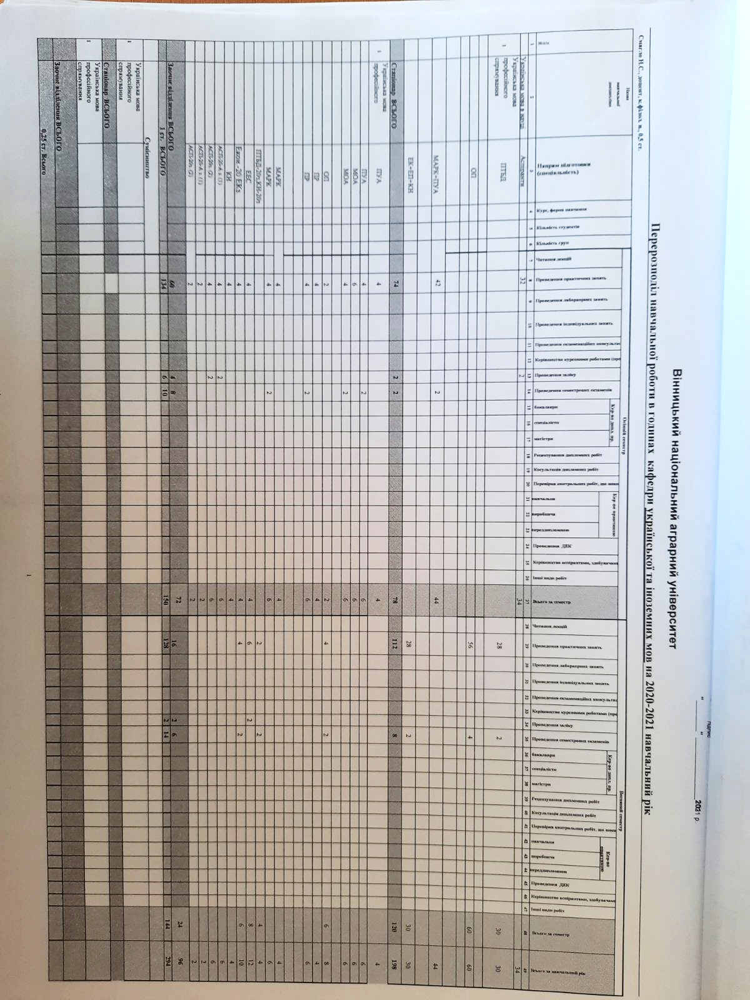 " ___ " ____________ 2021 р.
підпис
Вінницький національний аграрний університет
Перерозподіл навчальної роботи в годинах кафедри української та іноземних мов на 2020-2021 навчальний рік
Смагло Н.С., доцент, к.філол. н., 0,5 ст.
Осінній семестр
Весняний семестр
Назва навчальної дисципліни
Напрям підготовки (спеціальність)
Курс, форма навчання
Кількість студентів
Кількість груп
Читання лекцій
Проведення практичних занять
Проведення лабораторних занять
Проведення індивідуальних занять
Проведення екзаменаційних консульта
Керівництво курсовими роботами (про
Проведення заліку
Проведення семестрових екзаменів
Кер-во дипл. пр.
бакалаври
спеціалісти
магістри
Рецензування дипломних робіт
Косультація дипломних робіт
Перевірка контрольних робіт, що вико
Кер-во практикою
навчальна
виробнича
переддипломною
Проведення ДЕК
Керівництво аспірантами, здобувачами
Інші види робіт
Всього за семестр
Читання лекцій
Проведення практичних занять
Проведення лабораторних занять
Проведення індивідуальних занять
Проведення екзаменаційних консульта
Керівництво курсовими роботами (про
Проведення заліку
Проведення семестрових екзаменів
Кер-во дипл. пр.
бакалаври
спеціалісти
магістри
Рецензування дипломних робіт
Косультація дипломних робіт
Перевірка контрольних робіт, що вико
Кер-во практикою
навчальна
виробнича
переддипломною
Проведення ДЕК
Керівництво аспірантами, здобувачами
Інші види робіт
Всього за семестр
Всього за навчальний рік
1 2 3 4 5 6 7 8 9 10 11 12 13 14 15 16 17 18 19 20 21 22 23 24 25 26 27 28 29 30 31 32 33 34 35 36 37 38 39 40 41 42 43 44 45 46 47 48 49
Українська мова в науці Аспіранти 32 2 34 34
1 Українська мова професійного спрямування ПТБД 28 2 30 30
ОП 56 4 60 60
МАРК+ПУА 42 2 44 44
ЕК+ЕП+КН 28 2 30 30
Стаціонар ВСЬОГО 74 2 2 78 112 8 120 198
1 Українська мова професійного ПУА 4 4 4
ПУА 4 2 6 6
МОА 6 6 6
МОА 4 2 6 6
ОП 2 2 4 2 6 8
ПР 4 4 4
ПР 4 2 6 6
МАРК 4 4 4
МАРК 4 2 6 6
ПТБД-20з,КН-20з 2 2 4 4
ЕЕС 4 4 6 2 8 12
Екон.-20 ЕКз 4 4 4 2 6 10
КН 4 4 4
АСП-20-А з. (1) 4 2 6 6
АСП-20з. (2) 4 2 6 6
АСП-20-А з. (1) 2 2 2
АСП-20з. (2) 2 2 2
Заочне відділення ВСЬОГО 60 4 8 72 16 2 6 24 96
1 ст. ВСЬОГО 134 6 10 150 128 2 14 144 294
Сумісництво
1 Українська мова професійного спрямування
Стаціонар ВСЬОГО
1 Українська мова професійного спрямування
Заочне відділення ВСЬОГО
0,25 ст. Всього
1